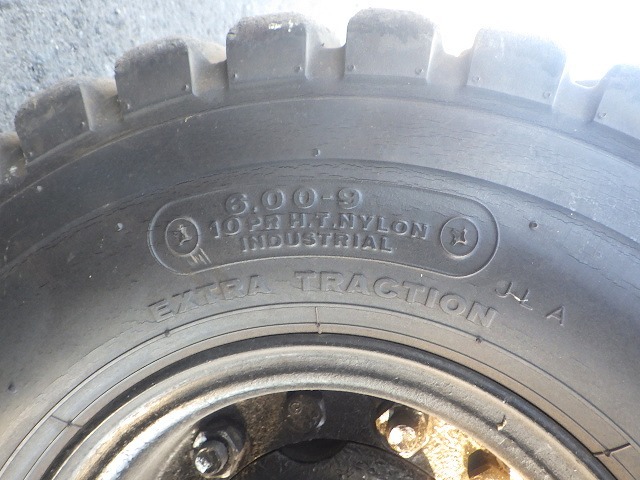 6.00-9
10 PR H.T. NYLON
INDUSTRIAL
EXTRA TRACTION